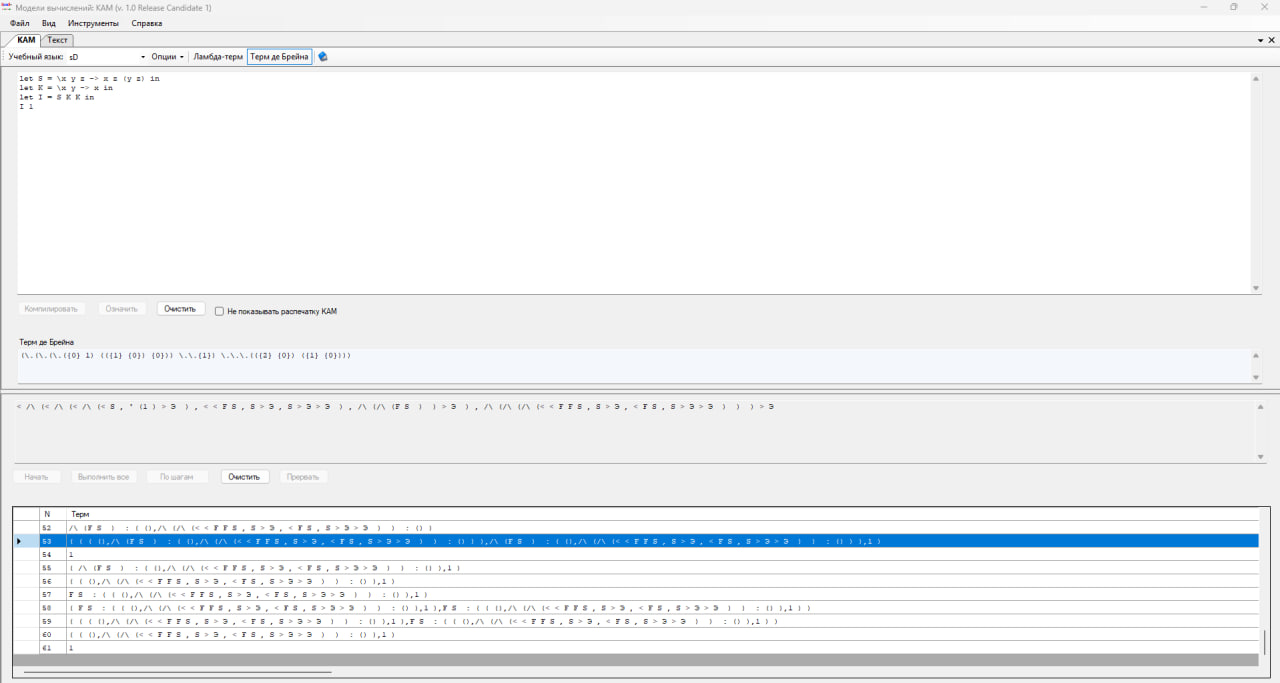 Модели вычислений: КАМ (v. 1.0 Release Candidate 1)
Файл Вид Инструменты Справка
КАМ Текст
Учебный язык: sD Опции Ламбда-терм Терм де Брейна
let S = \x y z -> x z (y z) in
let K = \x y -> x in
let I = S K K in
I 1
Компилировать Означить Очистить Не показывать распечатку КАМ
Терм де Брейна
(\.(\.(\.({0} 1) (({1} {0}) {0})) \.\.{1}) \.\.\.(({2} {0}) ({1} {0})))
< /\ (< /\ (< /\ (< S , ' (1 ) > Э ) , < < F S , S > Э , S > Э > Э ) , /\ (/\ (F S ) ) > Э ) , /\ (/\ (/\ (< < F F S , S > Э , < F S , S > Э > Э ) ) ) > Э
Начать Выполнить все По шагам Очистить Прервать
N Терм
52 /\ (F S ) : ( (),/\ (/\ (< < F F S , S > Э , < F S , S > Э > Э ) ) : () )
53 ( ( ( (),/\ (F S ) : ( (),/\ (/\ (< < F F S , S > Э , < F S , S > Э > Э ) ) : () ) ),/\ (F S ) : ( (),/\ (/\ (< < F F S , S > Э , < F S , S > Э > Э ) ) : () ) ),1 )
54 1
55 ( /\ (F S ) : ( (),/\ (/\ (< < F F S , S > Э , < F S , S > Э > Э ) ) : () ),1 )
56 ( ( (),/\ (/\ (< < F F S , S > Э , < F S , S > Э > Э ) ) : () ),1 )
57 F S : ( ( (),/\ (/\ (< < F F S , S > Э , < F S , S > Э > Э ) ) : () ),1 )
58 ( F S : ( ( (),/\ (/\ (< < F F S , S > Э , < F S , S > Э > Э ) ) : () ),1 ),F S : ( ( (),/\ (/\ (< < F F S , S > Э , < F S , S > Э > Э ) ) : () ),1 ) )
59 ( ( ( (),/\ (/\ (< < F F S , S > Э , < F S , S > Э > Э ) ) : () ),1 ),F S : ( ( (),/\ (/\ (< < F F S , S > Э , < F S , S > Э > Э ) ) : () ),1 ) )
60 ( ( (),/\ (/\ (< < F F S , S > Э , < F S , S > Э > Э ) ) : () ),1 )
61 1